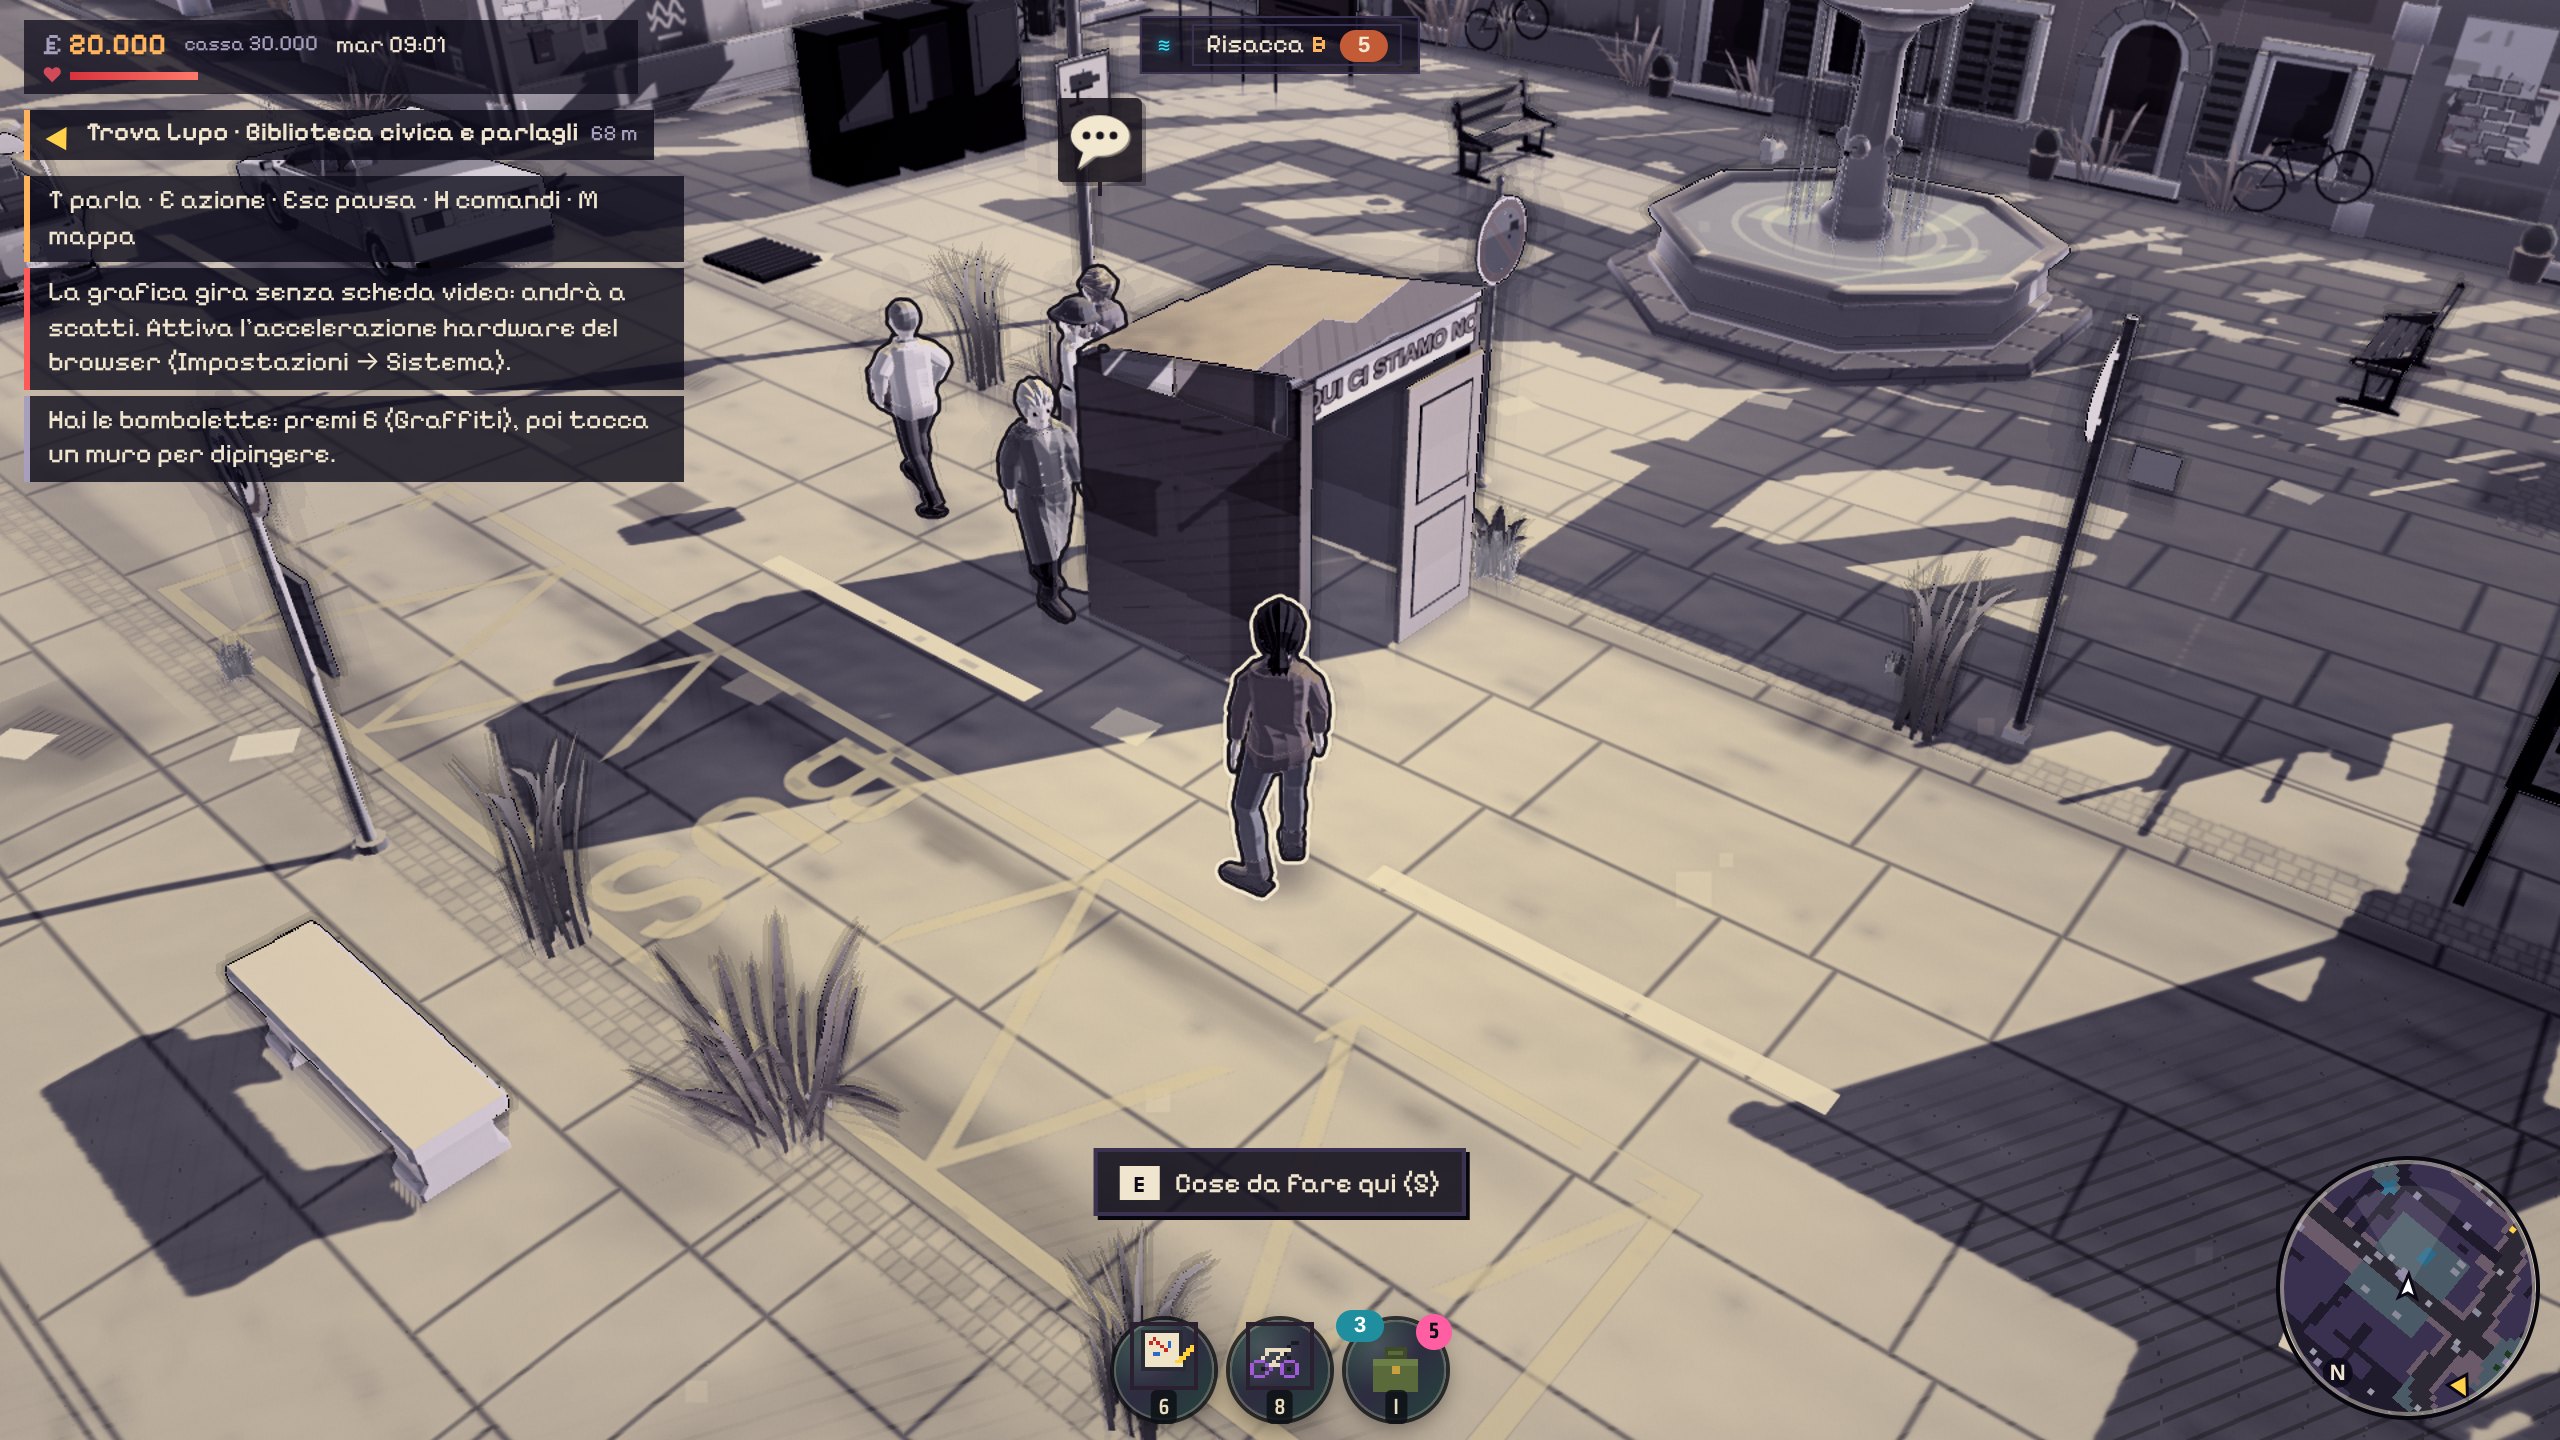 £ 20.000 cassa 30.000 mar 09:01
Risacca B 5
Trova Lupo · Biblioteca civica e parlagli 68 m
T parla · E azione · Esc pausa · H comandi · M
mappa
La grafica gira senza scheda video: andrà a
scatti. Attiva l'accelerazione hardware del
browser (Impostazioni → Sistema).
Hai le bombolette: premi 6 (Graffiti), poi tocca
un muro per dipingere.
QUI CI STIAMO NO
BUS
E Cose da fare qui (S)
3 5
6 8 I
N